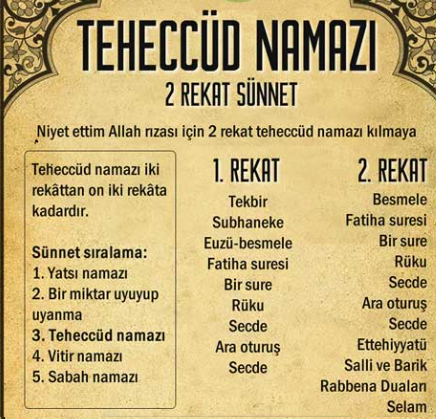 TEHECCÜD NAMAZI
2 REKAT SÜNNET
Niyet ettim Allah rızası için 2 rekat teheccüd namazı kılmaya
Teheccüd namazı iki
rekâttan on iki rekâta
kadardır.
Sünnet sıralama:
1. Yatsı namazı
2. Bir miktar uyuyup
uyanma
3. Teheccüd namazı
4. Vitir namazı
5. Sabah namazı
1. REKAT
Tekbir
Subhaneke
Euzü-besmele
Fatiha suresi
Bir sure
Rüku
Secde
Ara oturuş
Secde
2. REKAT
Besmele
Fatiha suresi
Bir sure
Rüku
Secde
Ara oturuş
Secde
Ettehiyyatü
Salli ve Barik
Rabbena Duaları
Selam